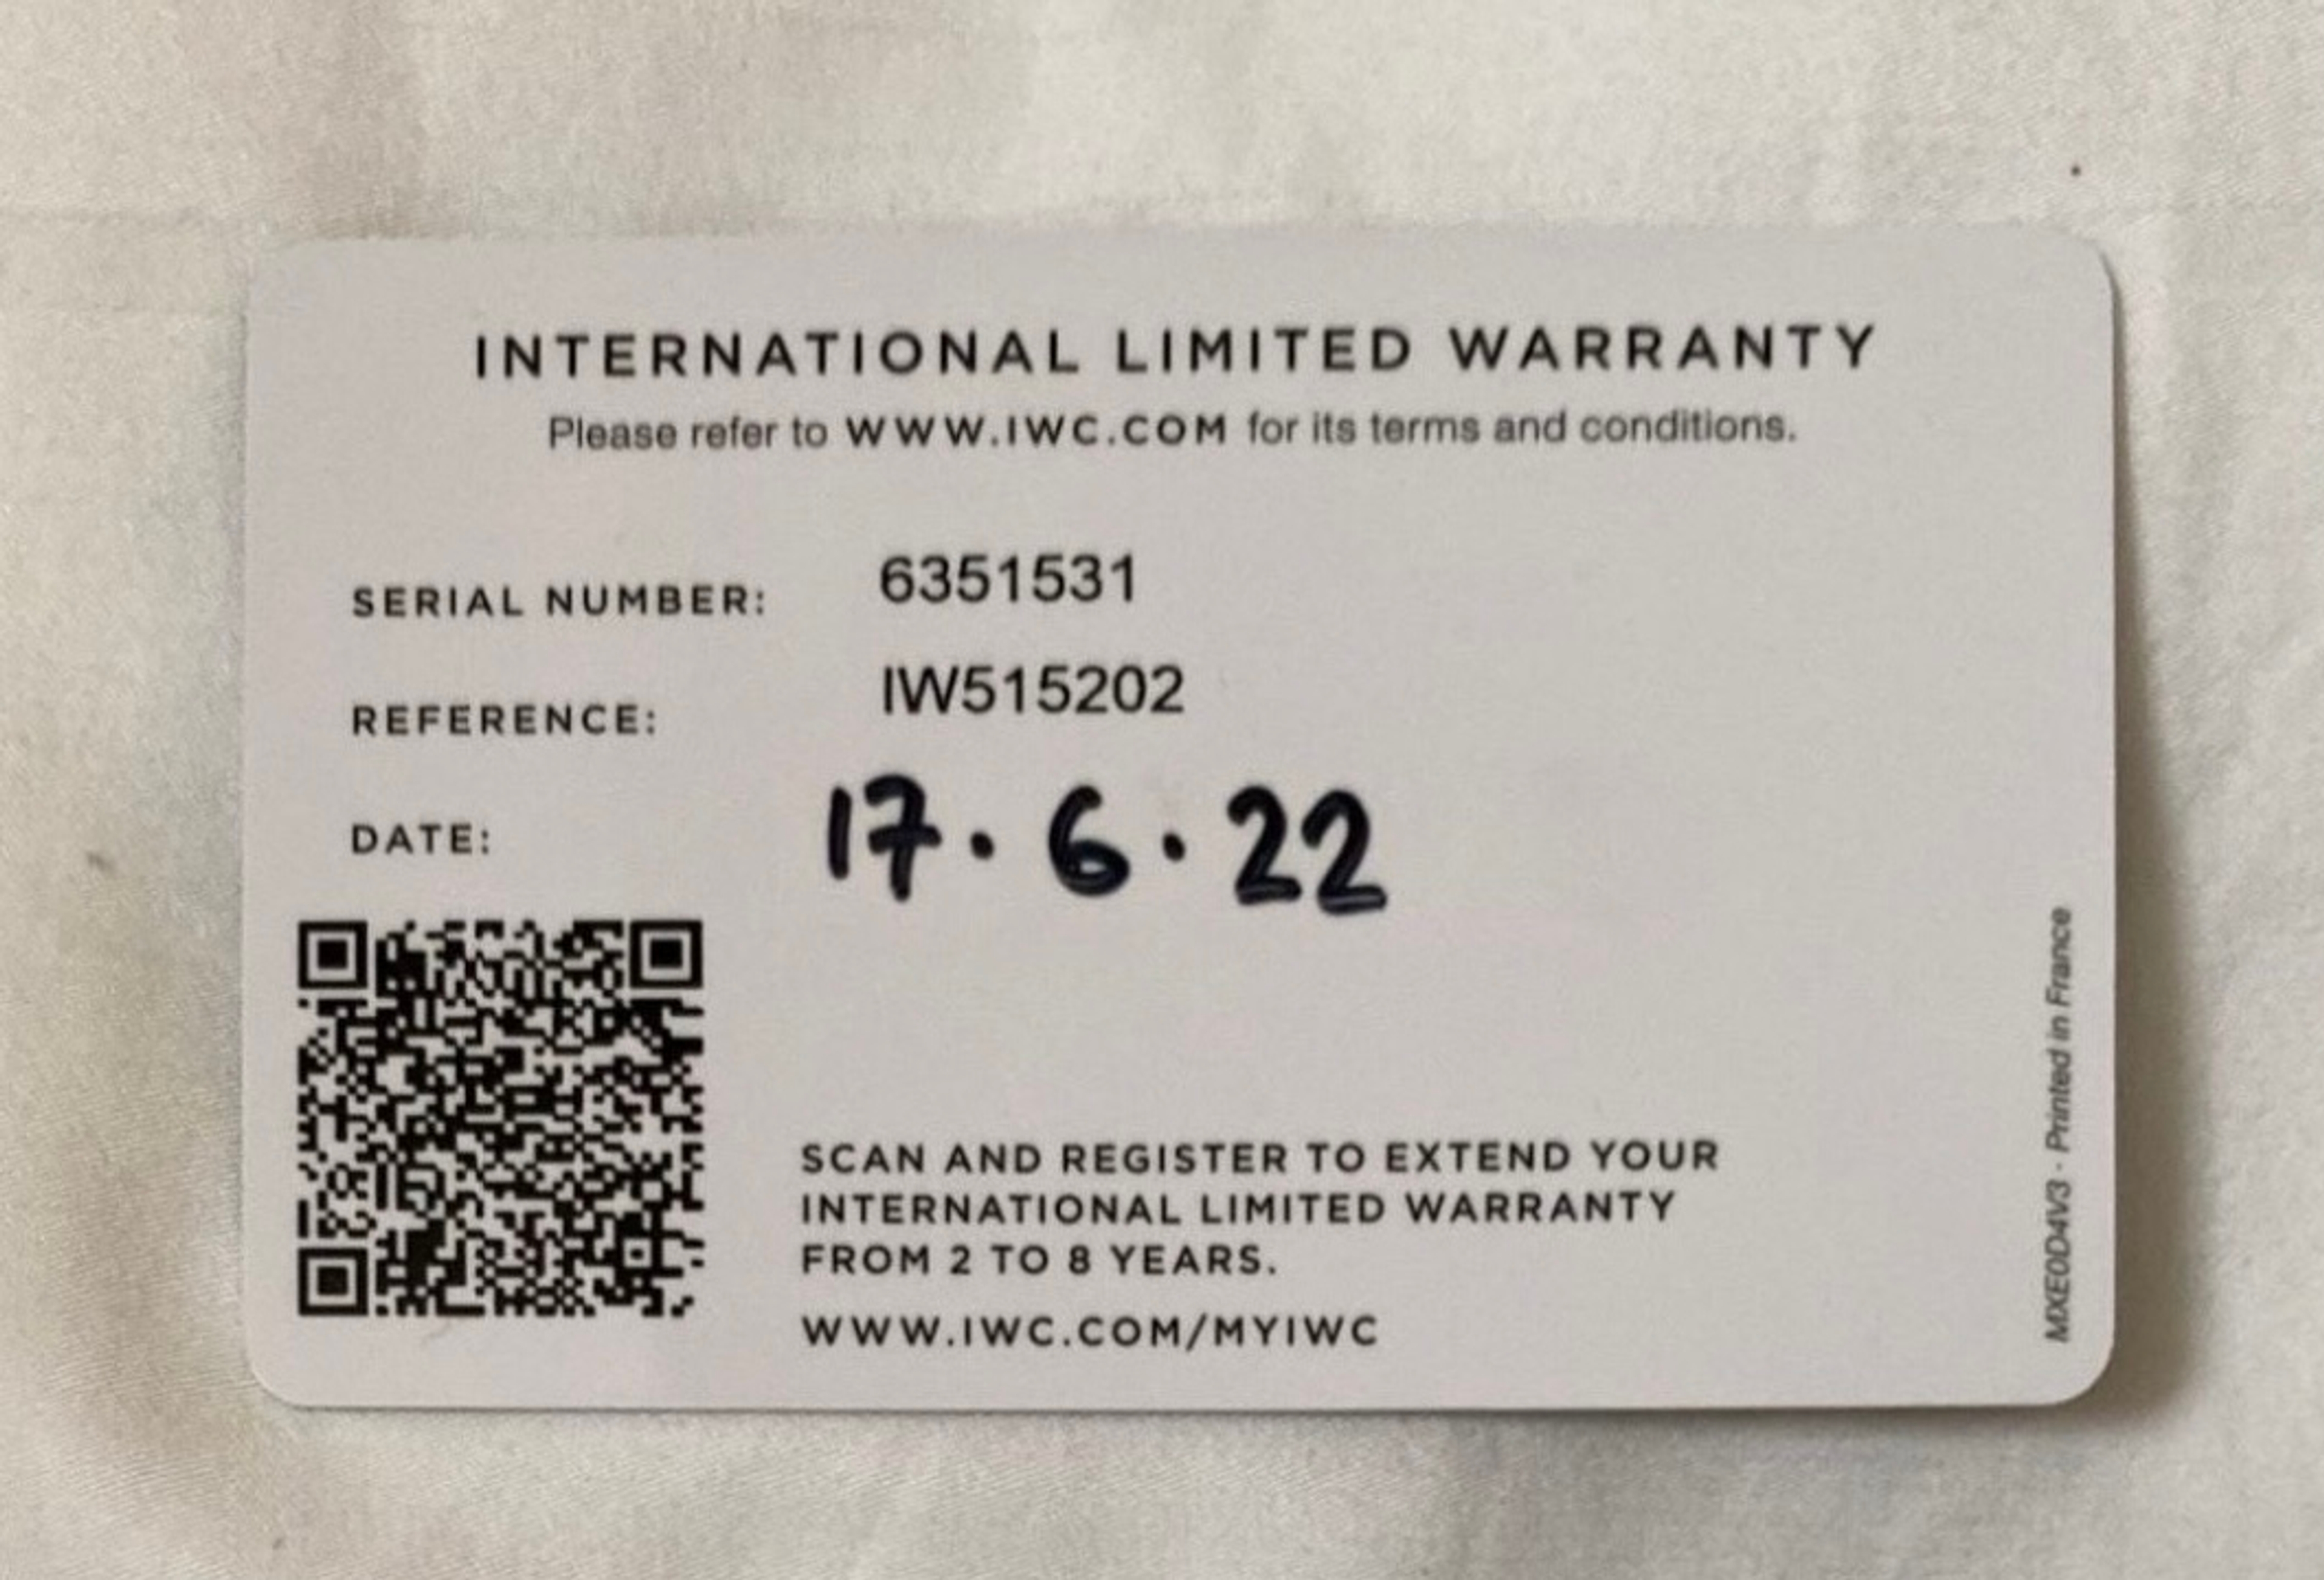 INTERNATIONAL LIMITED WARRANTY
Please refer to WWW.IWC.COM for its terms and conditions.
SERIAL NUMBER: 6351531
REFERENCE: IW515202
DATE: 17.6.22
SCAN AND REGISTER TO EXTEND YOUR
INTERNATIONAL LIMITED WARRANTY
FROM 2 TO 8 YEARS.
WWW.IWC.COM/MYIWC
MXE0D4V3 - Printed in France